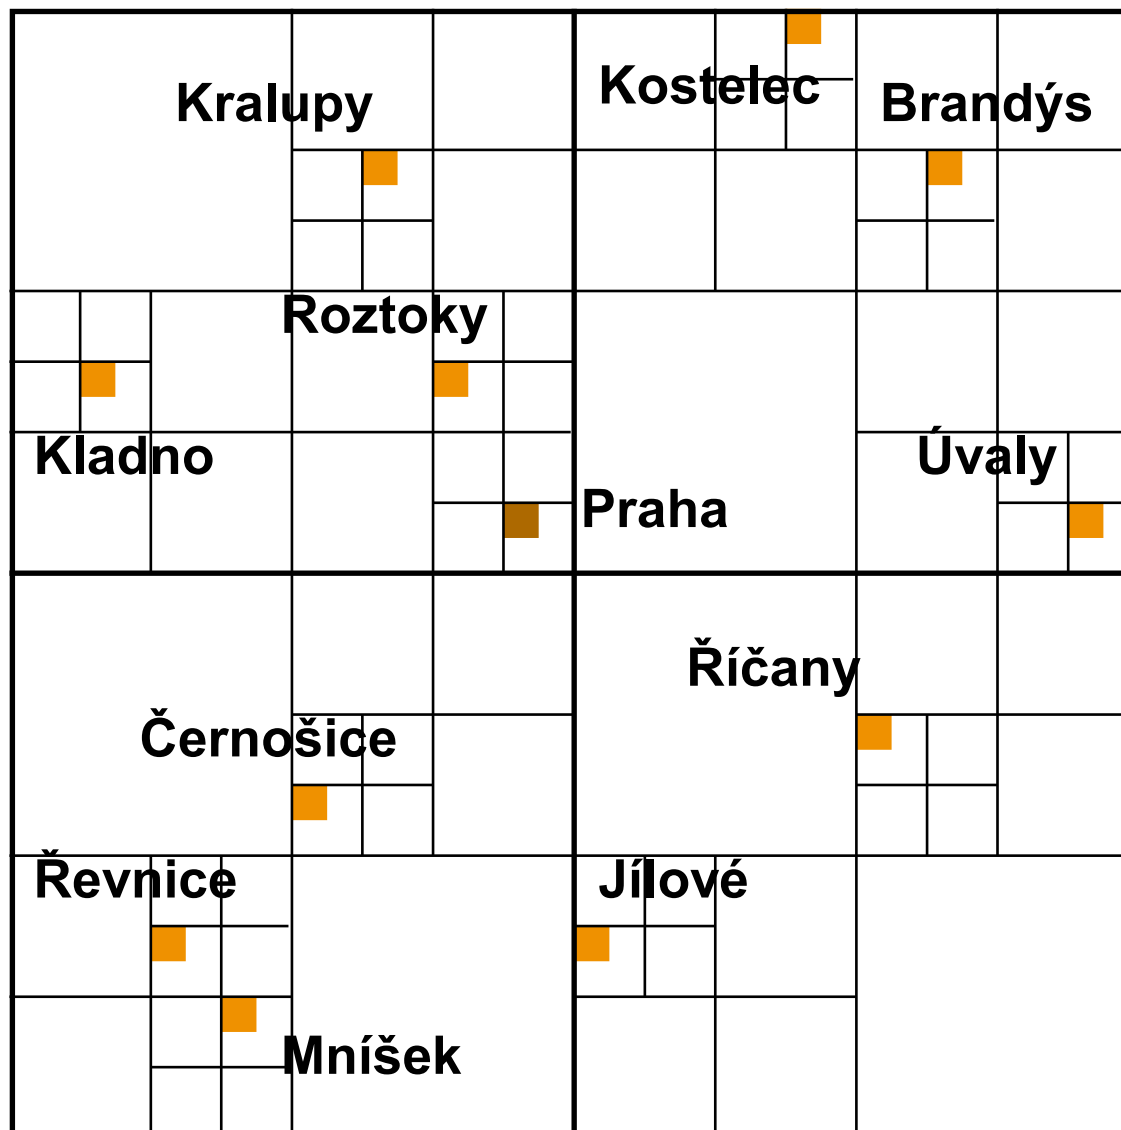 Kostelec
Kralupy
Brandýs
Roztoky
Kladno
Úvaly
Praha
Říčany
Černošice
Řevnice
Jílové
Mníšek